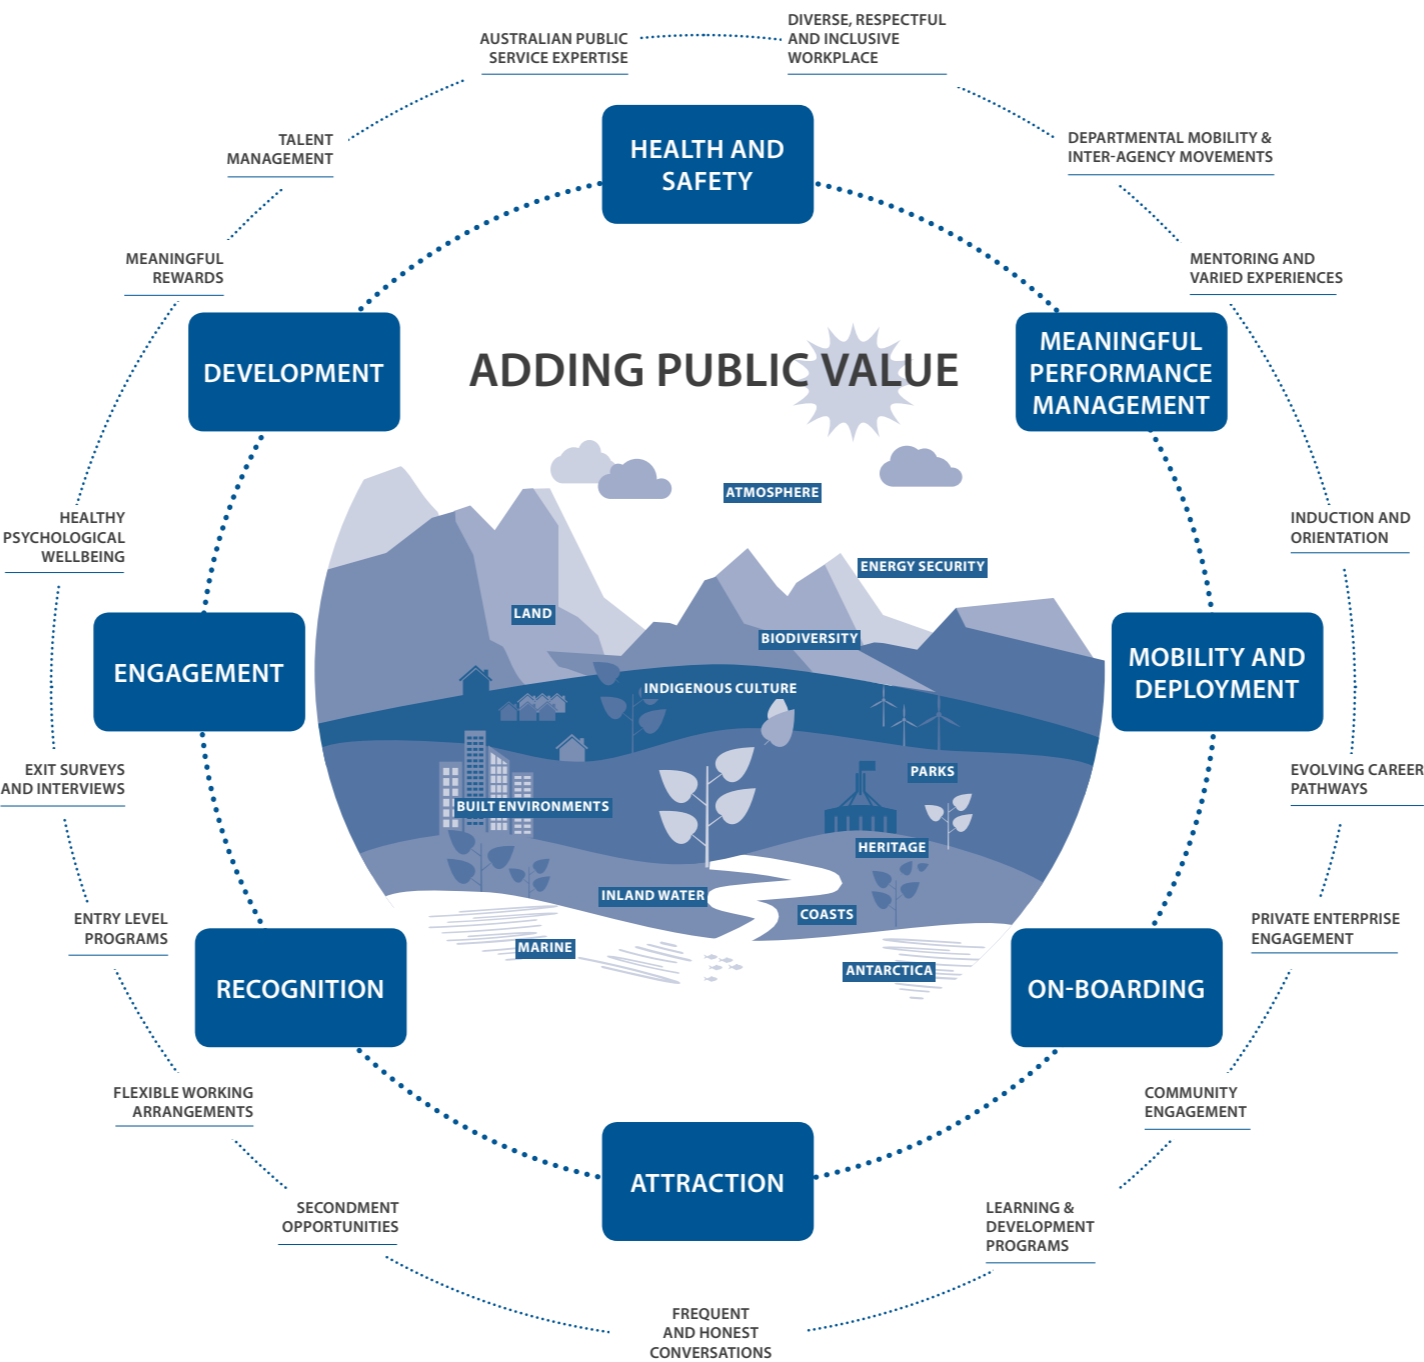 DIVERSE, RESPECTFUL
AND INCLUSIVE
WORKPLACE
AUSTRALIAN PUBLIC
SERVICE EXPERTISE
TALENT
MANAGEMENT
DEPARTMENTAL MOBILITY &
INTER-AGENCY MOVEMENTS
HEALTH AND
SAFETY
MEANINGFUL
REWARDS
MENTORING AND
VARIED EXPERIENCES
DEVELOPMENT
ADDING PUBLIC VALUE
MEANINGFUL
PERFORMANCE
MANAGEMENT
ATMOSPHERE
HEALTHY
PSYCHOLOGICAL
WELLBEING
INDUCTION AND
ORIENTATION
ENERGY SECURITY
LAND
BIODIVERSITY
ENGAGEMENT
INDIGENOUS CULTURE
MOBILITY AND
DEPLOYMENT
EXIT SURVEYS
AND INTERVIEWS
PARKS
EVOLVING CAREER
PATHWAYS
BUILT ENVIRONMENTS
HERITAGE
INLAND WATER
COASTS
ENTRY LEVEL
PROGRAMS
MARINE
ANTARCTICA
PRIVATE ENTERPRISE
ENGAGEMENT
RECOGNITION
ON-BOARDING
FLEXIBLE WORKING
ARRANGEMENTS
COMMUNITY
ENGAGEMENT
ATTRACTION
SECONDMENT
OPPORTUNITIES
LEARNING &
DEVELOPMENT
PROGRAMS
FREQUENT
AND HONEST
CONVERSATIONS